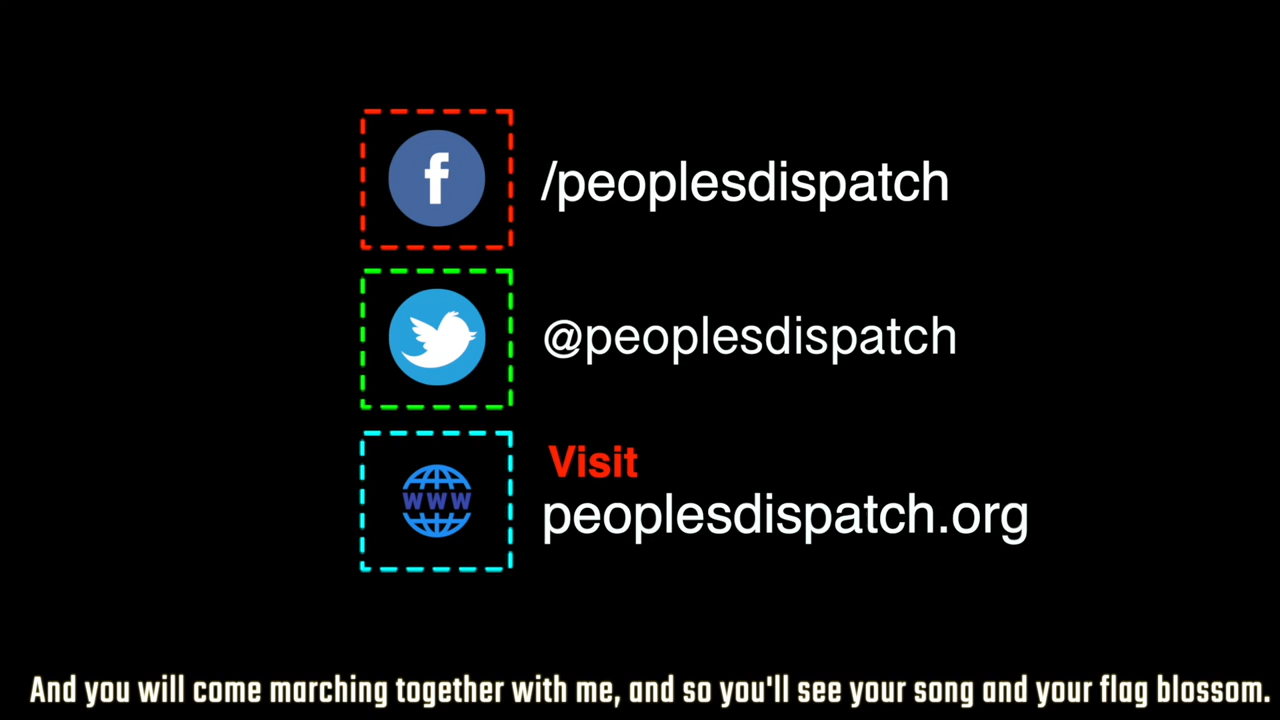 f
/peoplesdispatch
@peoplesdispatch
Visit
WWW
peoplesdispatch.org
And you will come marching together with me, and so you'll see your song and your flag blossom.